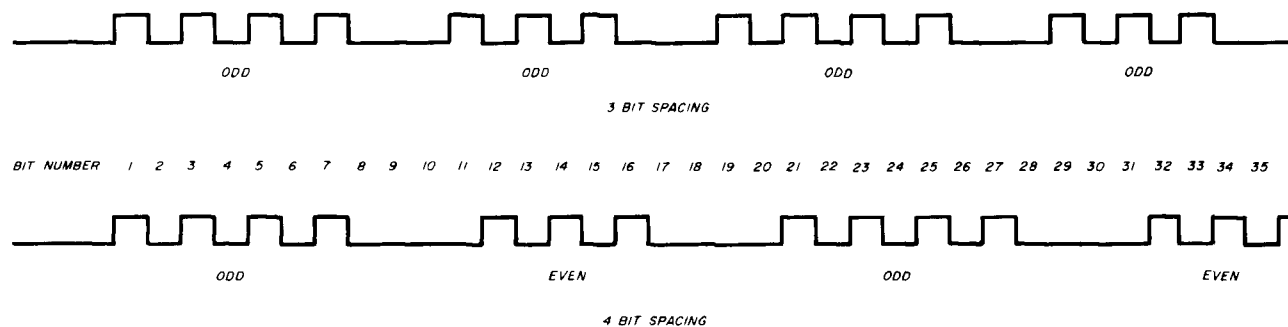 ODD ODD ODD ODD
3 BIT SPACING
BIT NUMBER 1 2 3 4 5 6 7 8 9 10 11 12 13 14 15 16 17 18 19 20 21 22 23 24 25 26 27 28 29 30 31 32 33 34 35
ODD EVEN ODD EVEN
4 BIT SPACING